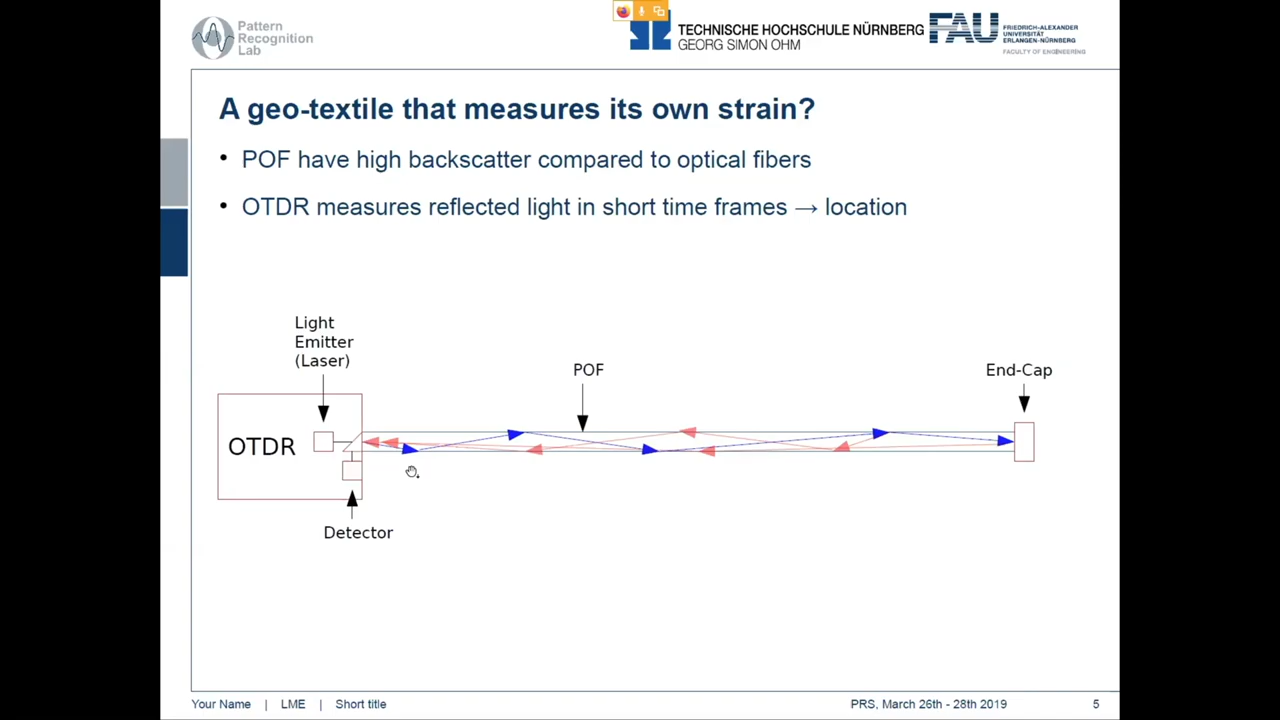 Pattern
Recognition
Lab
TECHNISCHE HOCHSCHULE NÜRNBERG
GEORG SIMON OHM
FAU
FRIEDRICH-ALEXANDER
UNIVERSITÄT
ERLANGEN-NÜRNBERG
FACULTY OF ENGINEERING
A geo-textile that measures its own strain?
• POF have high backscatter compared to optical fibers
• OTDR measures reflected light in short time frames → location
Light
Emitter
(Laser)
POF
End-Cap
OTDR
Detector
Your Name | LME | Short title
PRS, March 26th - 28th 2019
5